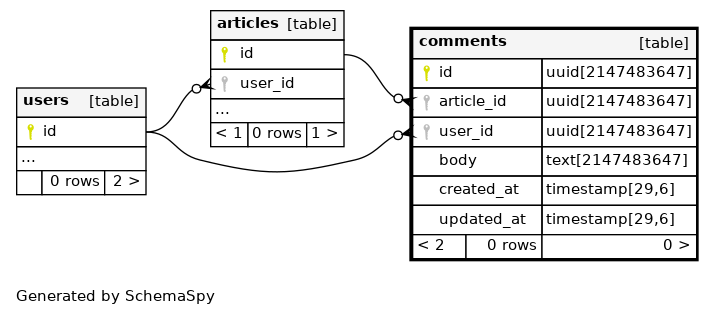 users [table]
id
...
0 rows 2 >
articles [table]
id
user_id
...
< 1 0 rows 1 >
comments [table]
id uuid[2147483647]
article_id uuid[2147483647]
user_id uuid[2147483647]
body text[2147483647]
created_at timestamp[29,6]
updated_at timestamp[29,6]
< 2 0 rows 0 >
Generated by SchemaSpy